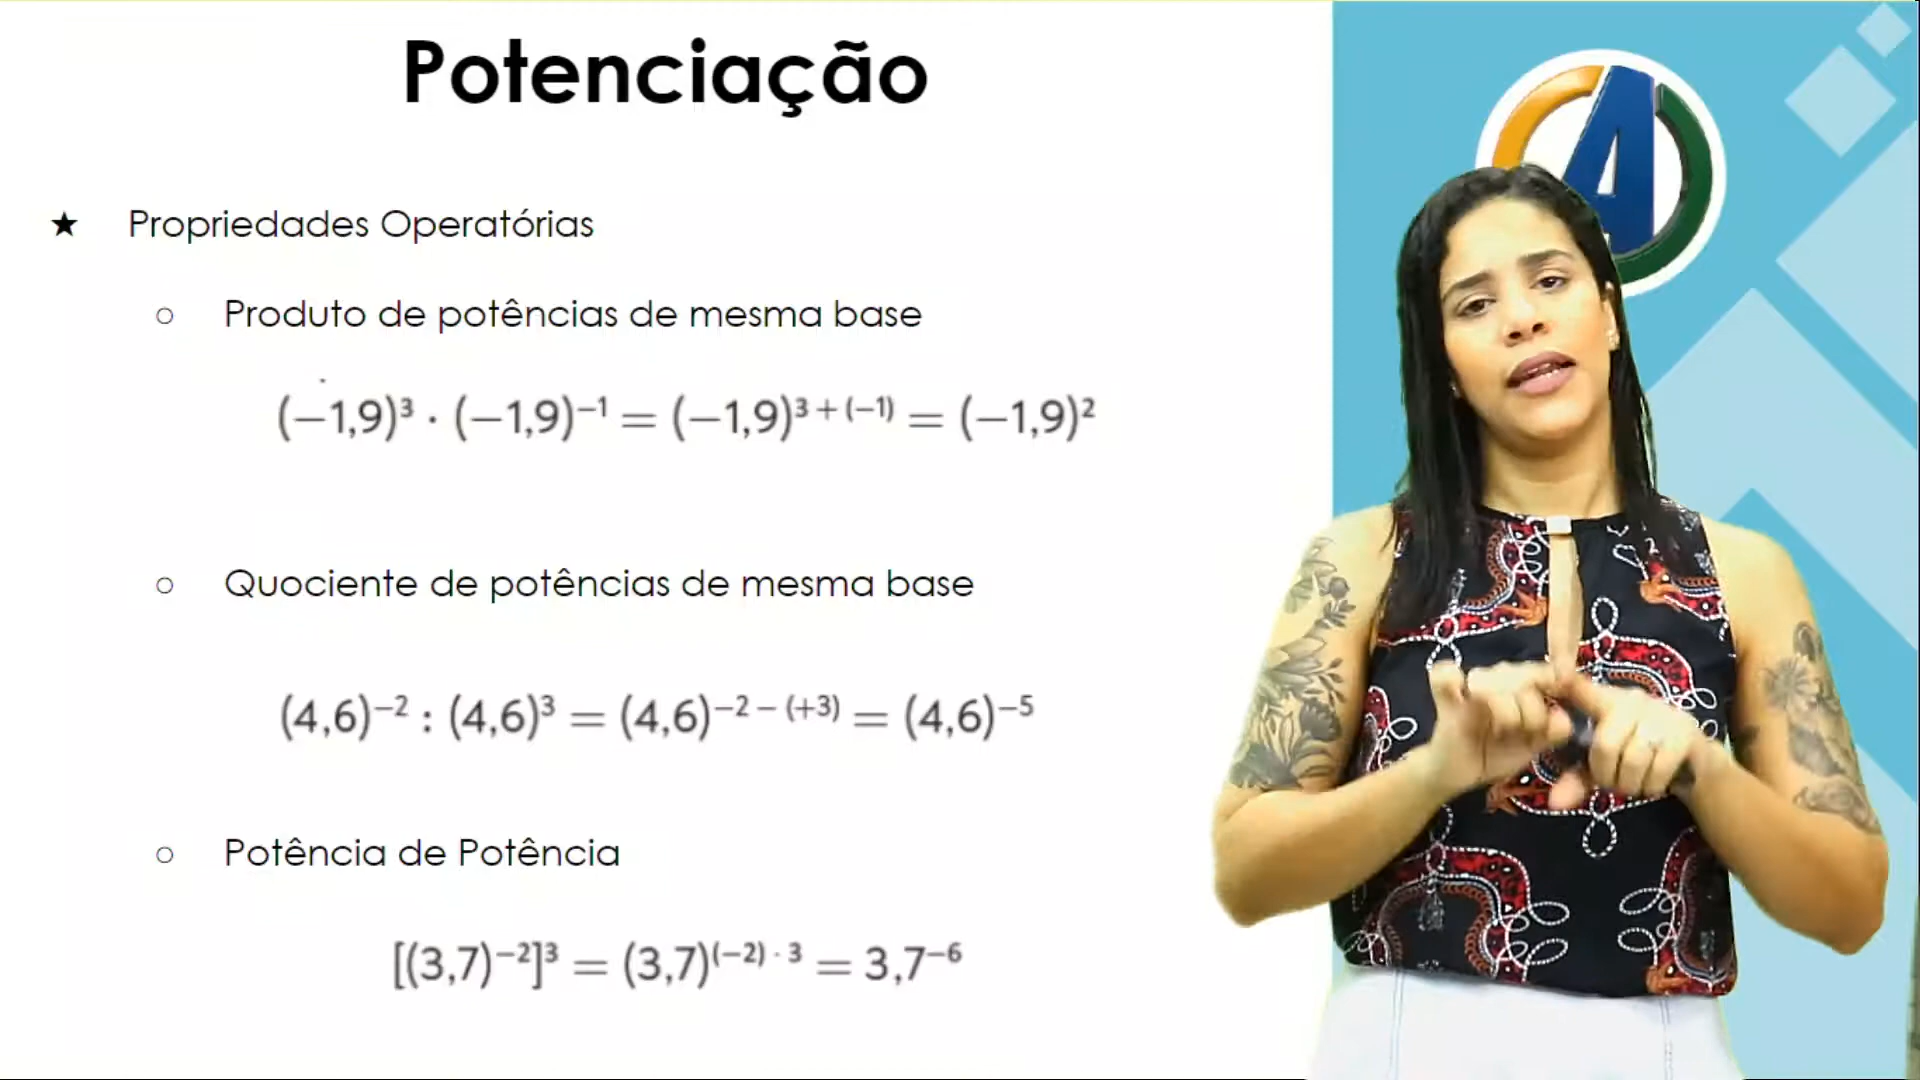 Potenciação
★ Propriedades Operatórias
○ Produto de potências de mesma base
(−1,9)³ · (−1,9)⁻¹ = (−1,9)³ ⁺ ⁽⁻¹⁾ = (−1,9)²
○ Quociente de potências de mesma base
(4,6)⁻² : (4,6)³ = (4,6)⁻² ⁻ ⁽⁺³⁾ = (4,6)⁻⁵
○ Potência de Potência
[(3,7)⁻²]³ = (3,7)⁽⁻²⁾ · ³ = 3,7⁻⁶
A